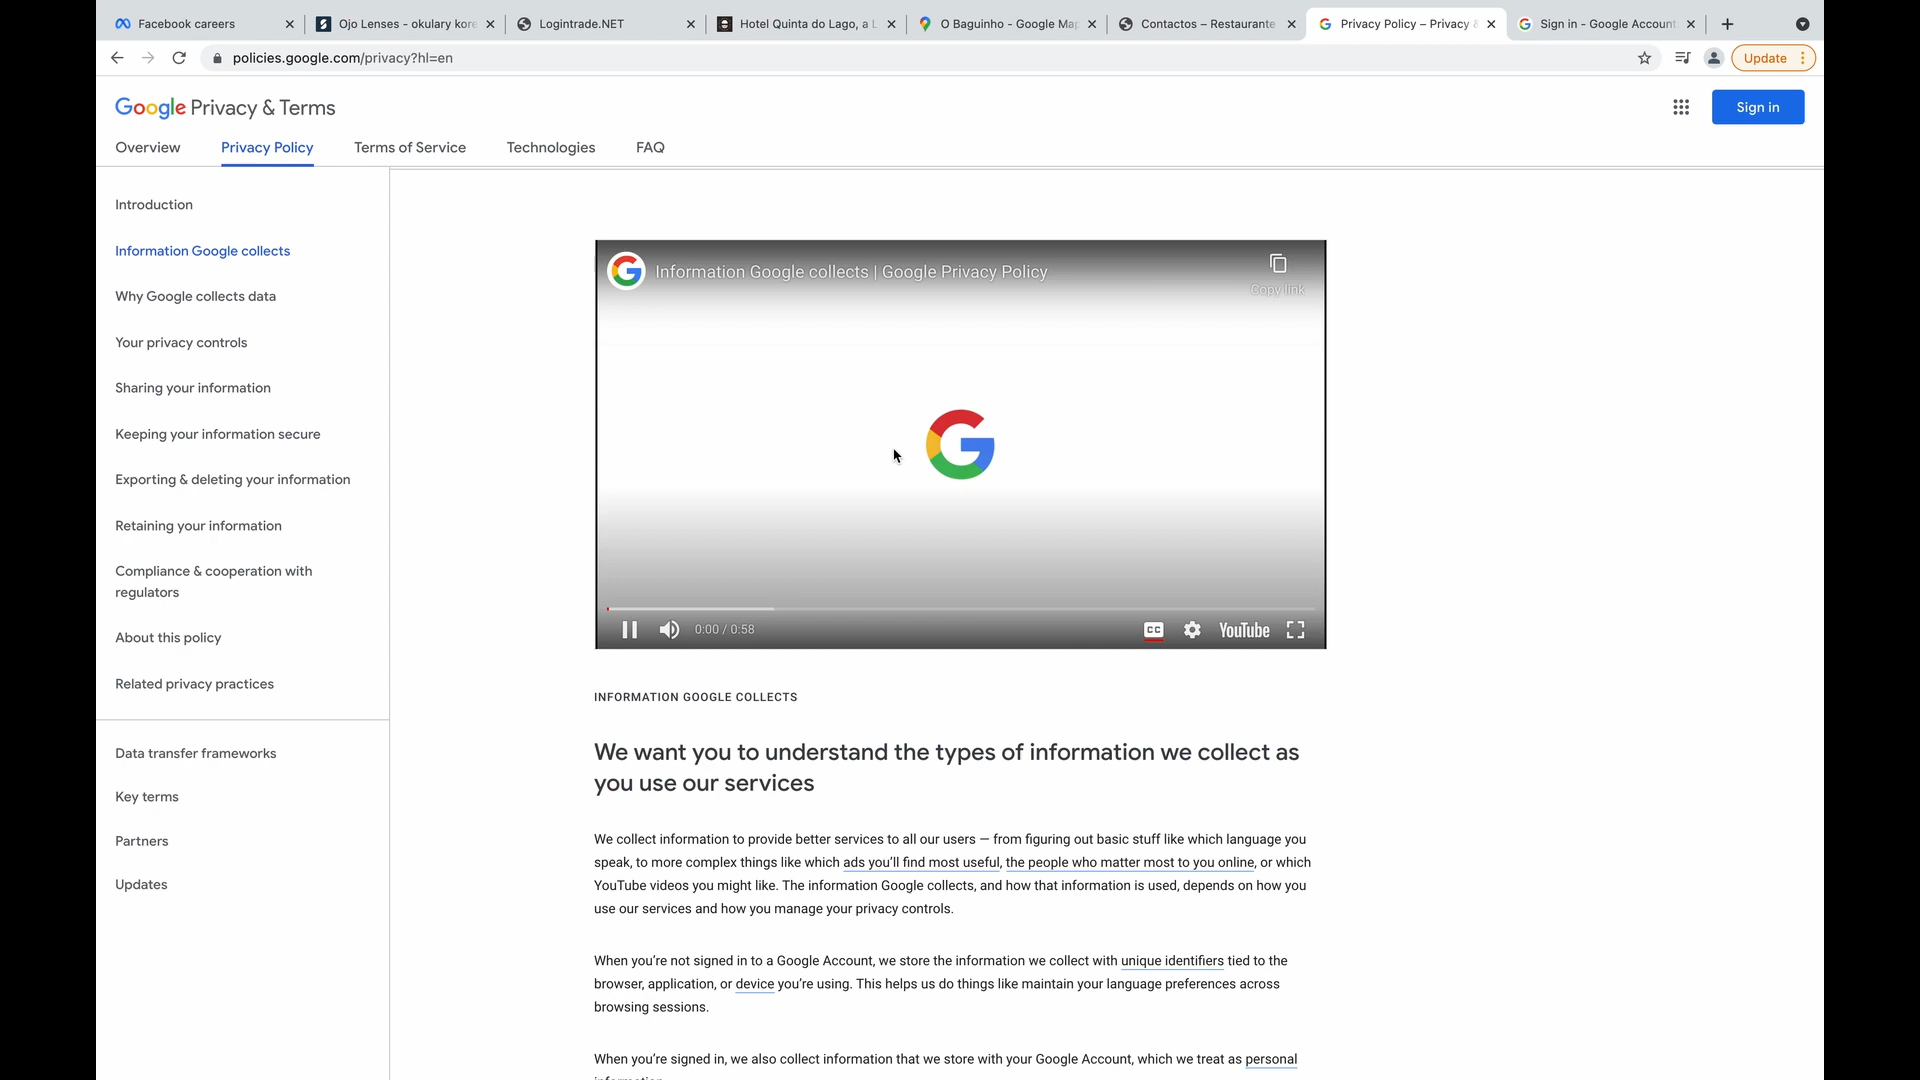 Facebook careers
Ojo Lenses - okulary kore
Logintrade.NET
Hotel Quinta do Lago, a L
O Baguinho - Google Map
Contactos – Restaurante
Privacy Policy – Privacy &
Sign in - Google Account
policies.google.com/privacy?hl=en
Update
Google Privacy & Terms
Sign in
Overview
Privacy Policy
Terms of Service
Technologies
FAQ
Introduction
Information Google collects
Why Google collects data
Your privacy controls
Sharing your information
Keeping your information secure
Exporting & deleting your information
Retaining your information
Compliance & cooperation with
regulators
About this policy
Related privacy practices
Data transfer frameworks
Key terms
Partners
Updates
Information Google collects | Google Privacy Policy
Copy link
0:00 / 0:58
CC
YouTube
INFORMATION GOOGLE COLLECTS
We want you to understand the types of information we collect as
you use our services
We collect information to provide better services to all our users — from figuring out basic stuff like which language you
speak, to more complex things like which ads you’ll find most useful, the people who matter most to you online, or which
YouTube videos you might like. The information Google collects, and how that information is used, depends on how you
use our services and how you manage your privacy controls.
When you’re not signed in to a Google Account, we store the information we collect with unique identifiers tied to the
browser, application, or device you’re using. This helps us do things like maintain your language preferences across
browsing sessions.
When you’re signed in, we also collect information that we store with your Google Account, which we treat as personal